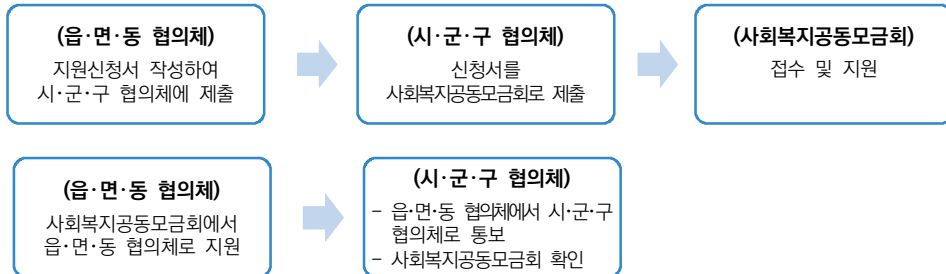 (읍·면·동 협의체)
지원신청서 작성하여
시·군·구 협의체에 제출
(시·군·구 협의체)
신청서를
사회복지공동모금회로 제출
(사회복지공동모금회)
접수 및 지원
(읍·면·동 협의체)
사회복지공동모금회에서
읍·면·동 협의체로 지원
(시·군·구 협의체)
- 읍·면·동 협의체에서 시·군·구
협의체로 통보
- 사회복지공동모금회 확인